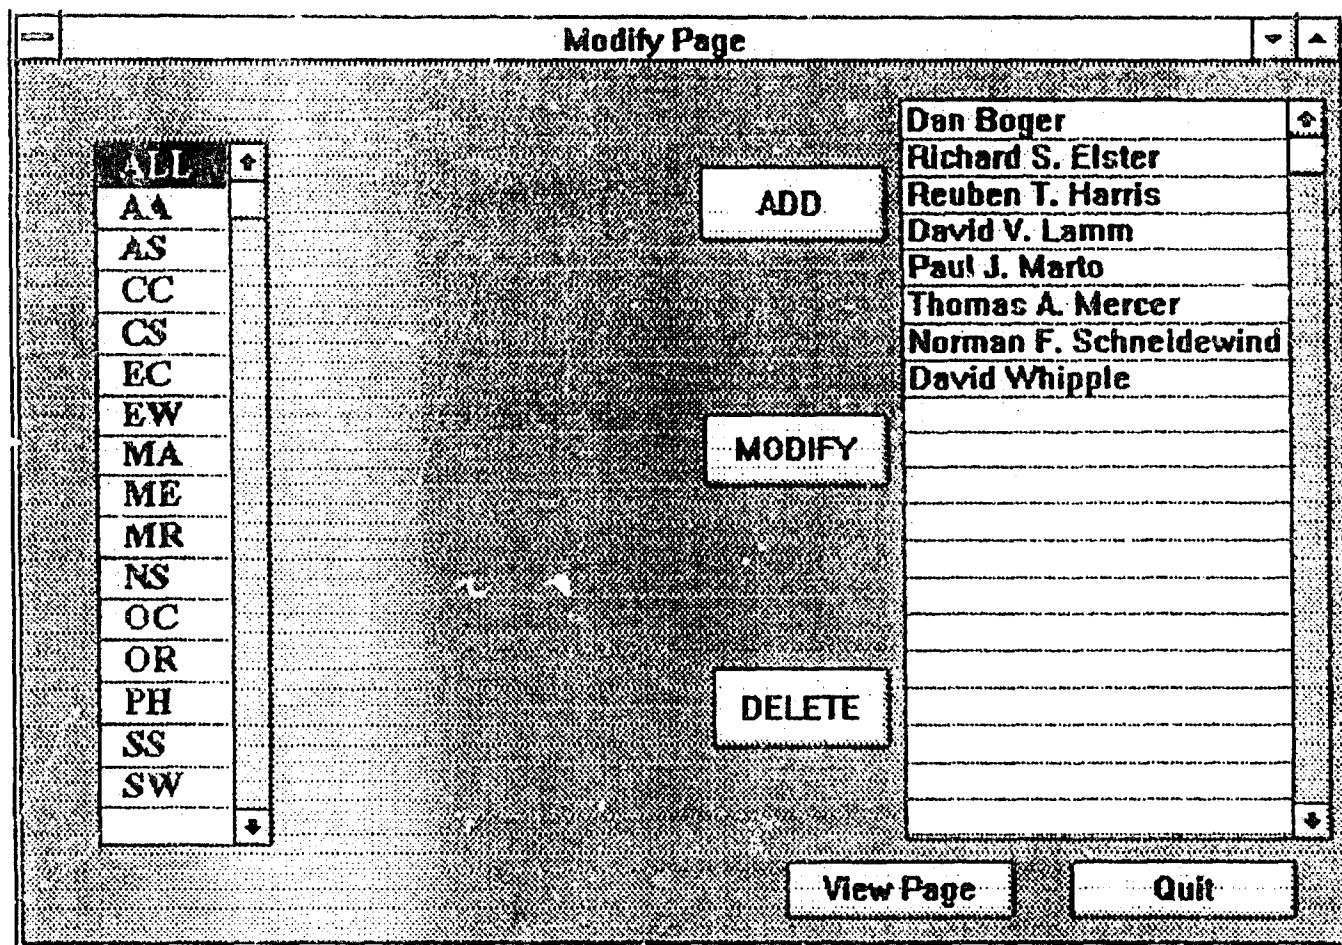 Modify Page
ALL
AA
AS
CC
CS
EC
EW
MA
ME
MR
NS
OC
OR
PH
SS
SW
ADD
MODIFY
DELETE
Dan Boger
Richard S. Elster
Reuben T. Harris
David V. Lamm
Paul J. Marto
Thomas A. Mercer
Norman F. Schneidewind
David Whipple
View Page
Quit